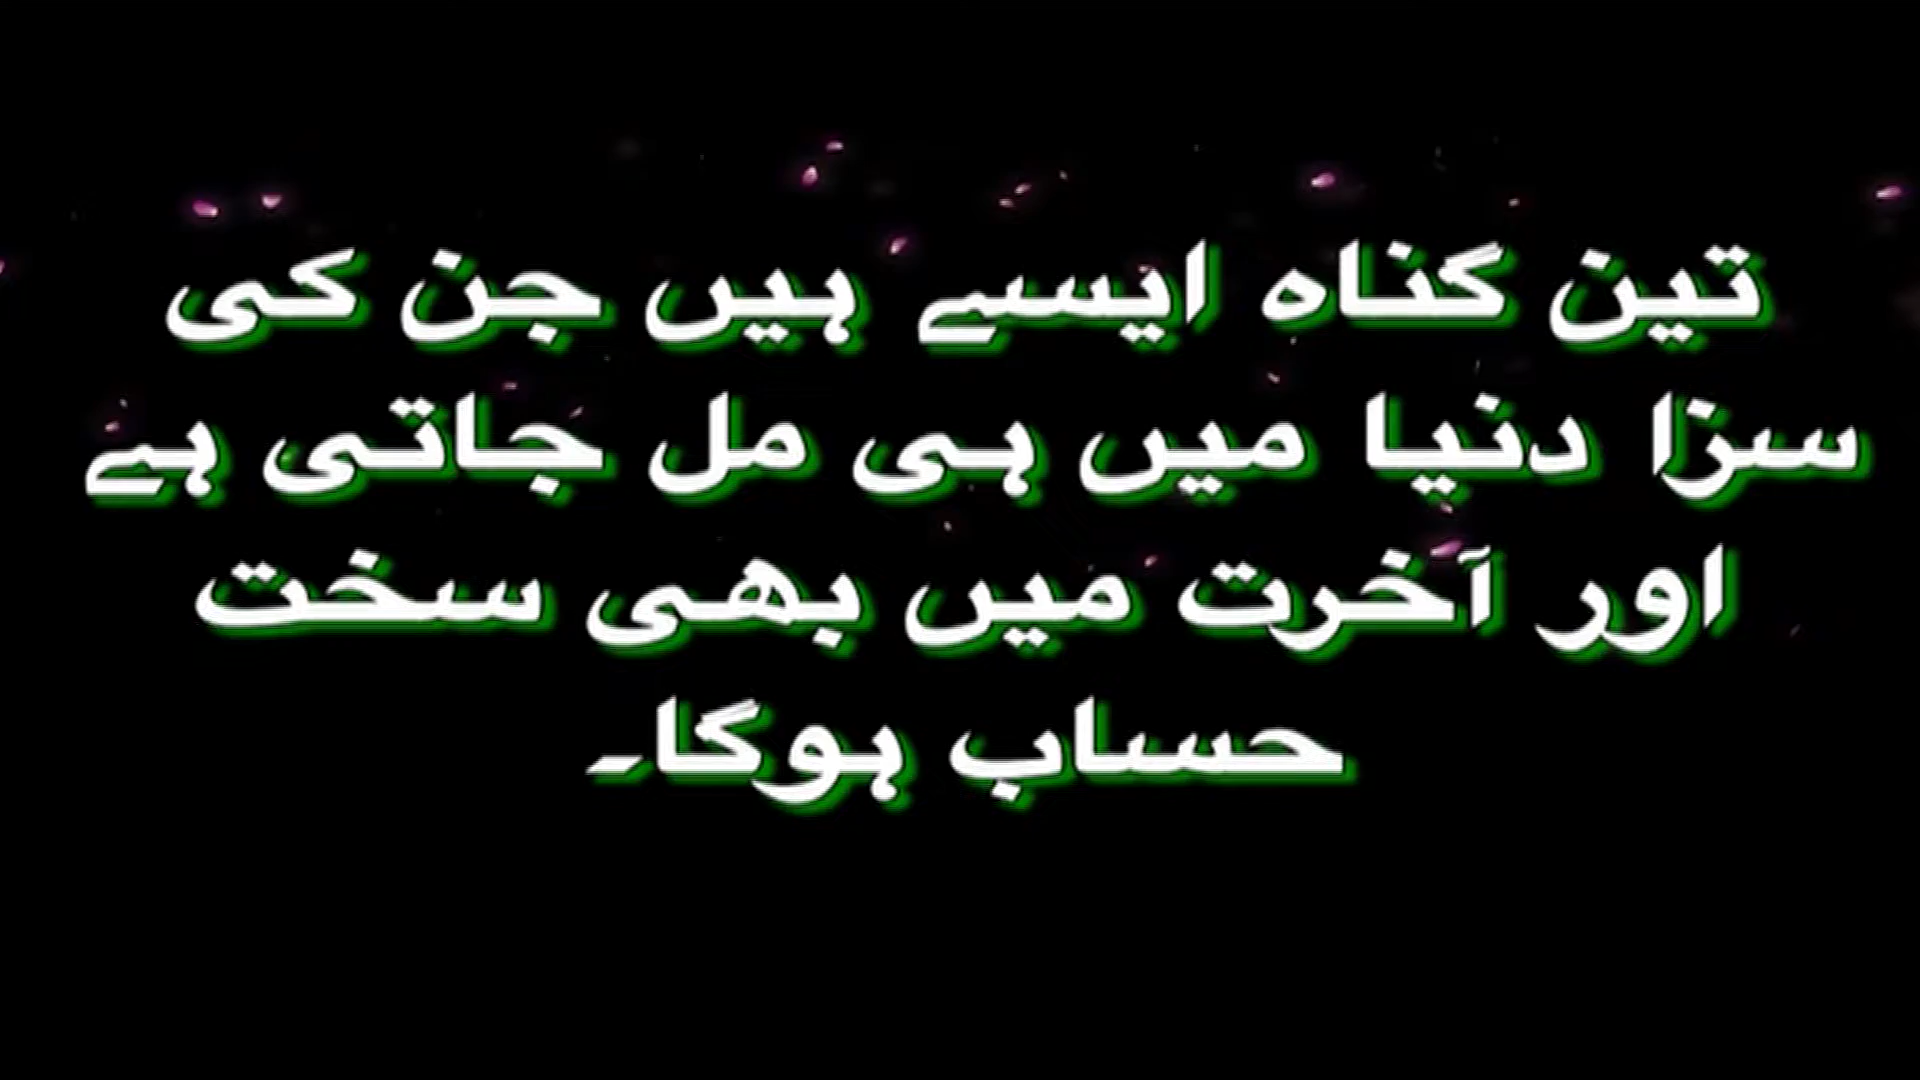 تین گناہ ایسے ہیں جن کی
سزا دنیا میں ہی مل جاتی ہے
اور آخرت میں بھی سخت
حساب ہوگا۔